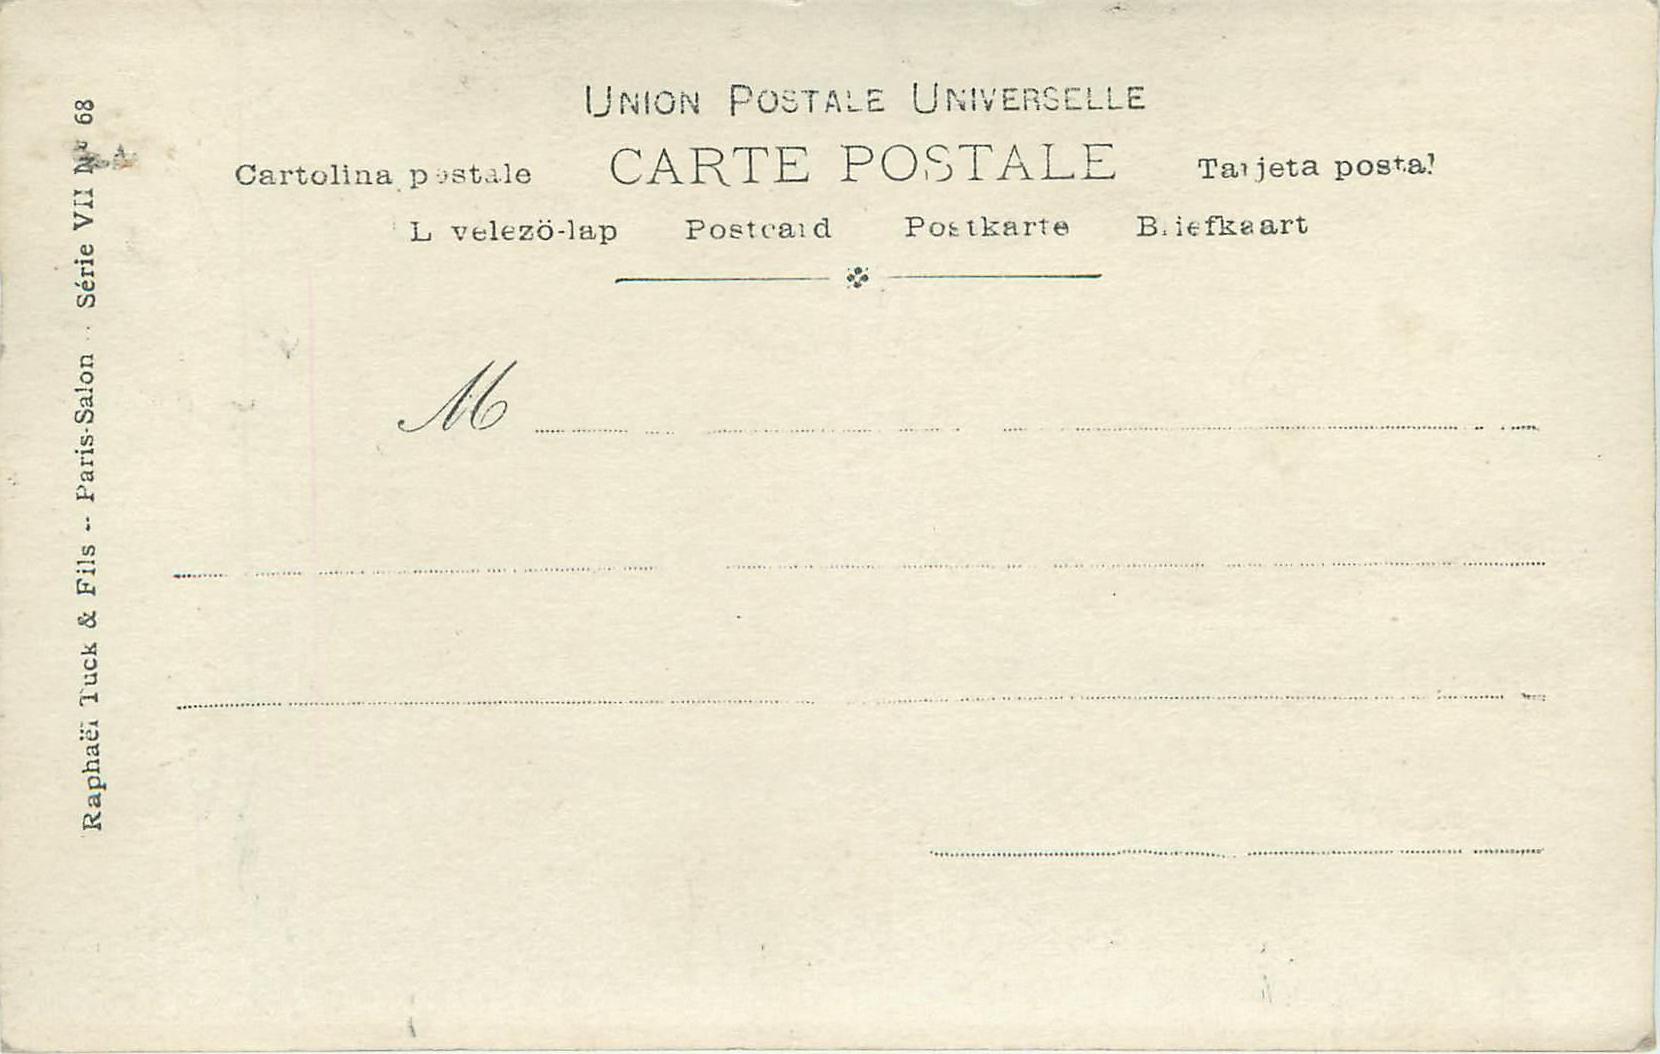 UNION POSTALE UNIVERSELLE
Cartolina postale CARTE POSTALE Tarjeta postal
Levelezö-lap Postcard Postkarte Briefkaart
M
Raphaël Tuck & Fils -- Paris-Salon -- Série VII No 68